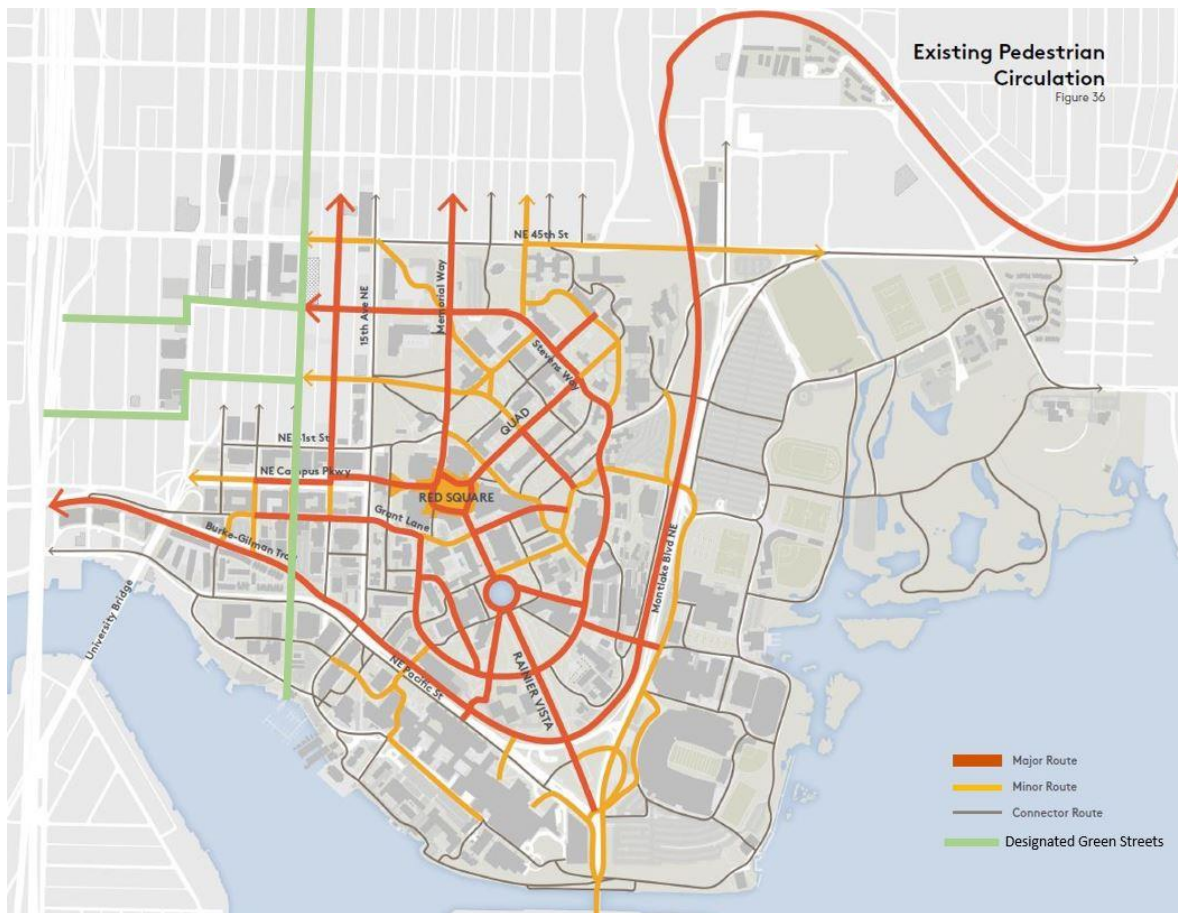 Existing Pedestrian
Circulation
Figure 36
NE 45th St
Memorial Way
15th Ave NE
Stevens Way
QUAD
NE 41st St
NE Campus Pkwy
RED SQUARE
Grant Lane
Burke-Gilman Trail
Montlake Blvd NE
University Bridge
NE Pacific St
RAINIER VISTA
Major Route
Minor Route
Connector Route
Designated Green Streets